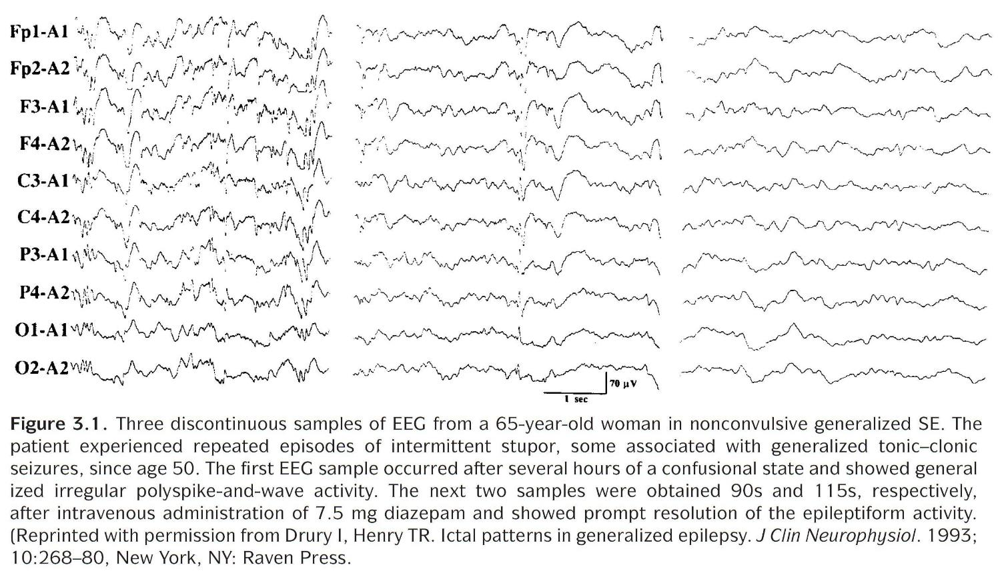 Fp1-A1
Fp2-A2
F3-A1
F4-A2
C3-A1
C4-A2
P3-A1
P4-A2
O1-A1
O2-A2
70 μV
1 sec
Figure 3.1. Three discontinuous samples of EEG from a 65-year-old woman in nonconvulsive generalized SE. The
patient experienced repeated episodes of intermittent stupor, some associated with generalized tonic–clonic
seizures, since age 50. The first EEG sample occurred after several hours of a confusional state and showed general
ized irregular polyspike-and-wave activity. The next two samples were obtained 90s and 115s, respectively,
after intravenous administration of 7.5 mg diazepam and showed prompt resolution of the epileptiform activity.
(Reprinted with permission from Drury I, Henry TR. Ictal patterns in generalized epilepsy. J Clin Neurophysiol. 1993;
10:268–80, New York, NY: Raven Press.